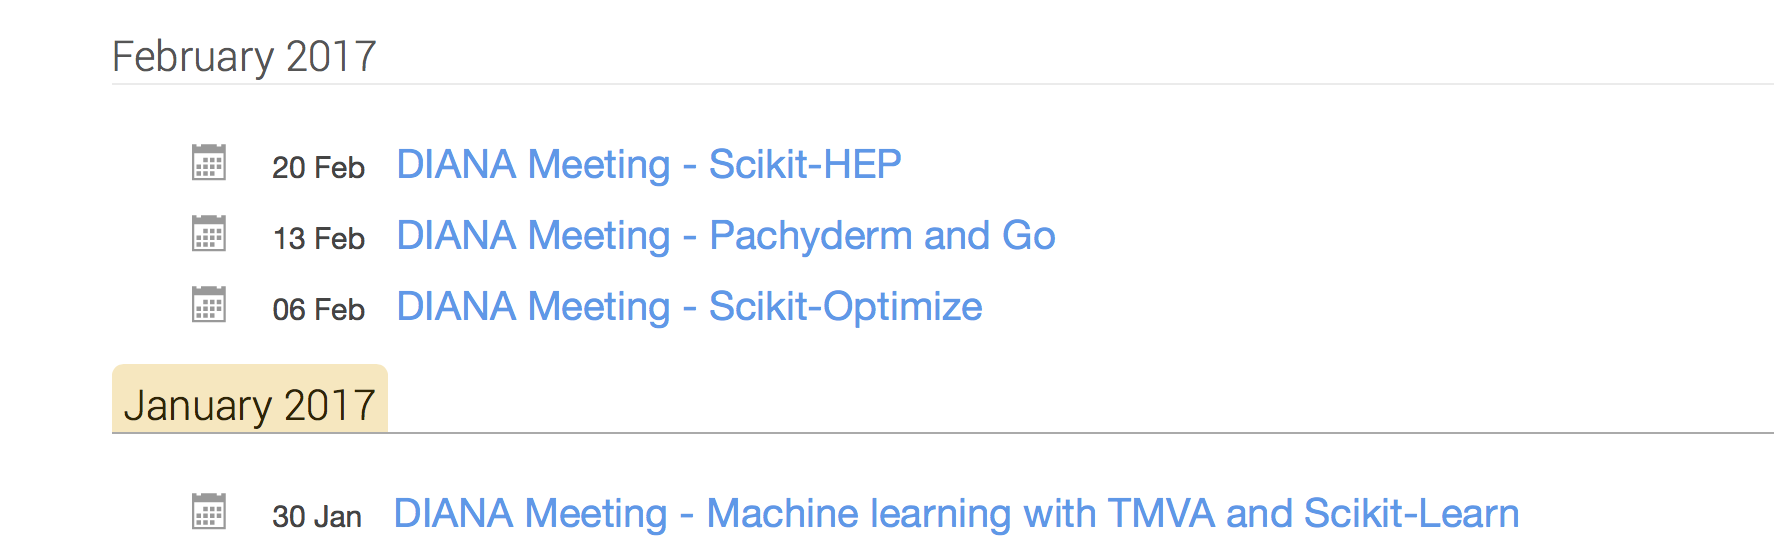 February 2017
20 Feb DIANA Meeting - Scikit-HEP
13 Feb DIANA Meeting - Pachyderm and Go
06 Feb DIANA Meeting - Scikit-Optimize
January 2017
30 Jan DIANA Meeting - Machine learning with TMVA and Scikit-Learn